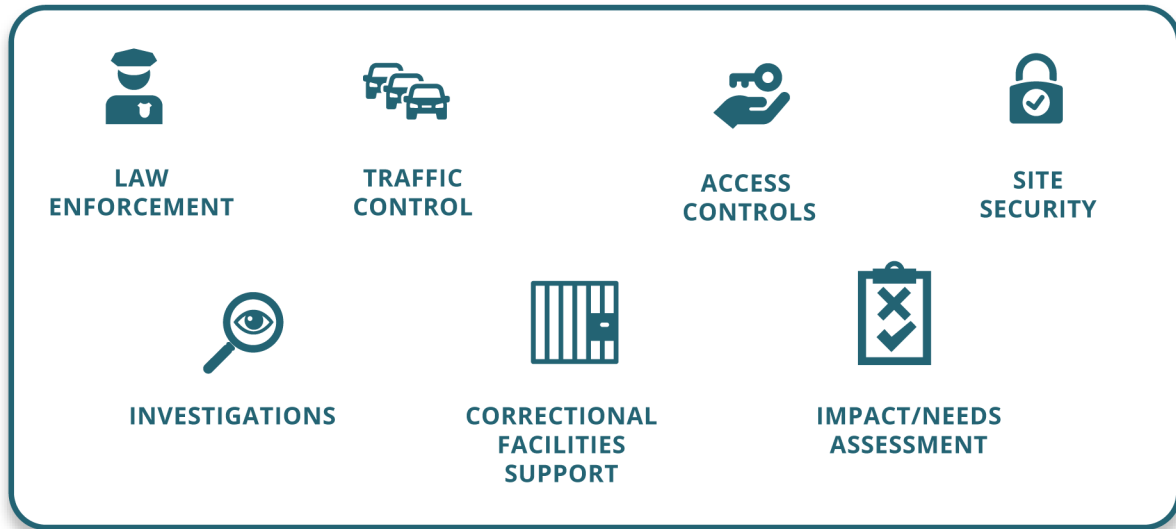 LAW
ENFORCEMENT
TRAFFIC
CONTROL
ACCESS
CONTROLS
SITE
SECURITY
INVESTIGATIONS
CORRECTIONAL
FACILITIES
SUPPORT
IMPACT/NEEDS
ASSESSMENT